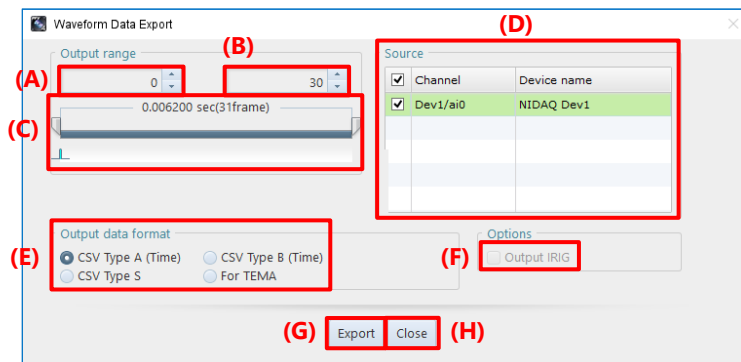 Waveform Data Export
(D)
Output range
(B)
Source
(A)
0
30
Channel Device name
0.006200 sec(31frame)
Dev1/ai0 NIDAQ Dev1
(C)
Output data format
Options
(E)
CSV Type A (Time) CSV Type B (Time)
(F)
Output IRIG
CSV Type S For TEMA
(G) Export Close (H)